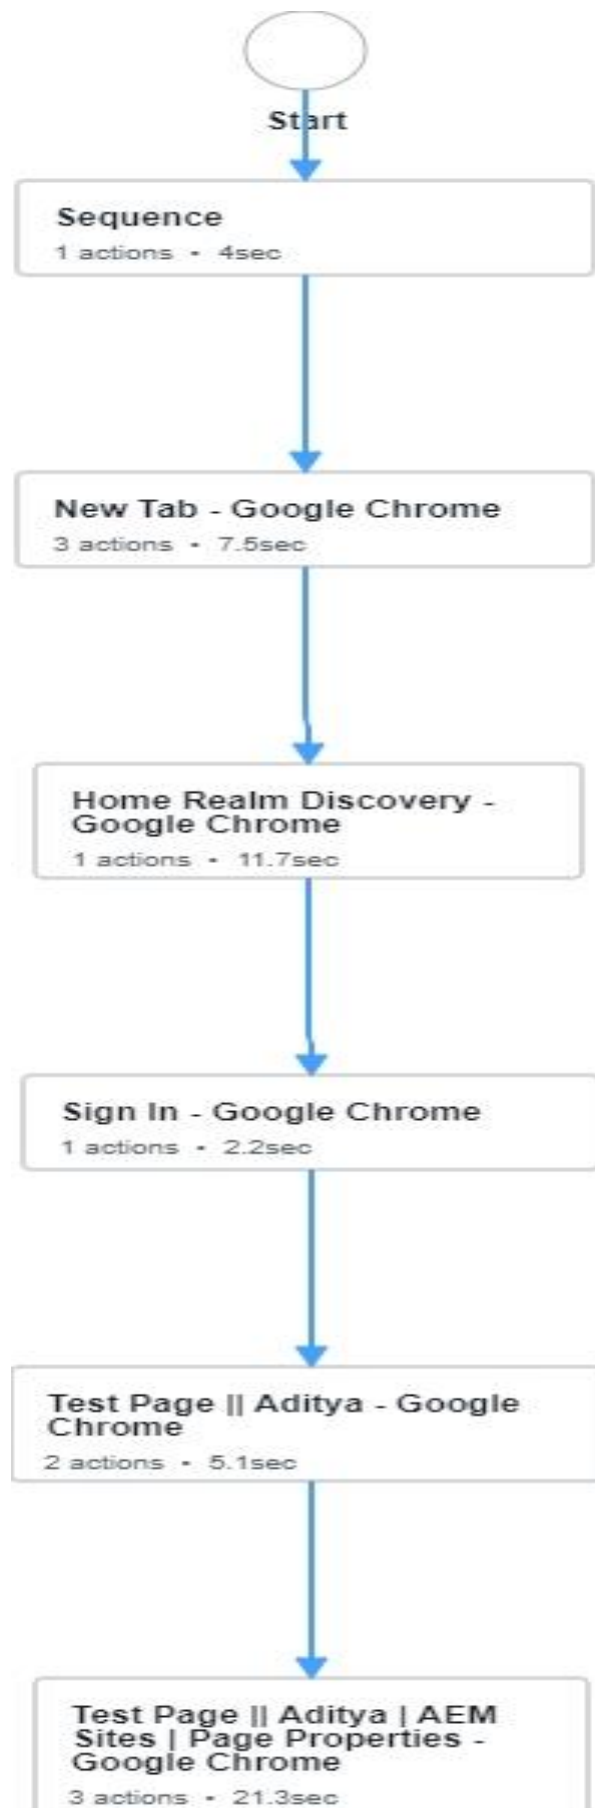 Start
Sequence
1 actions • 4sec
New Tab - Google Chrome
3 actions • 7.5sec
Home Realm Discovery -
Google Chrome
1 actions • 11.7sec
Sign In - Google Chrome
1 actions • 2.2sec
Test Page || Aditya - Google
Chrome
2 actions • 5.1sec
Test Page || Aditya | AEM
Sites | Page Properties -
Google Chrome
3 actions • 21.3sec